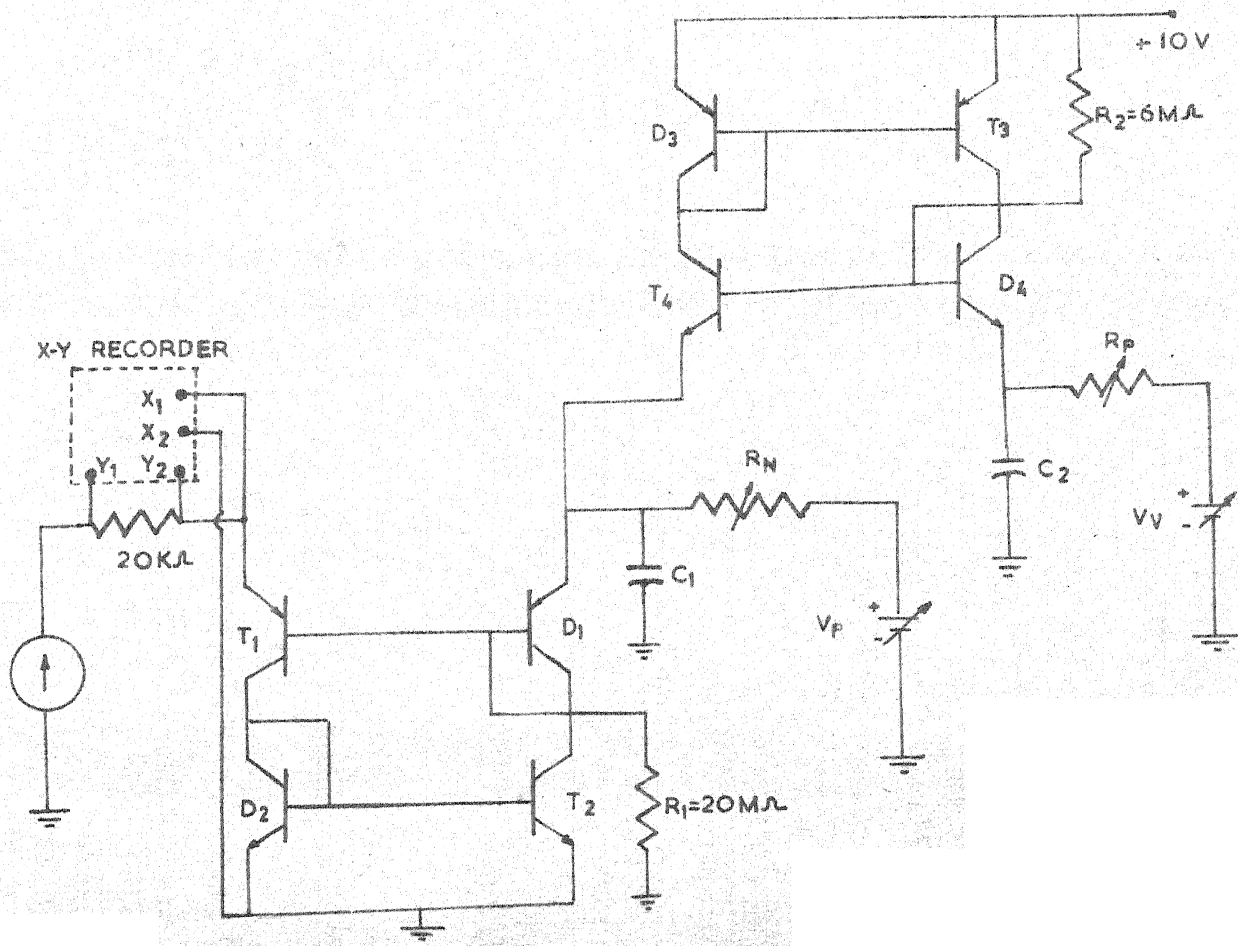 +10V
D3
T3
R2=6MΩ
T4
D4
X-Y RECORDER
X1
X2
Y1 Y2
20KΩ
RP
RN
C2
+
VV
-
C1
T1
D1
+
VP
-
D2
T2
R1=20MΩ